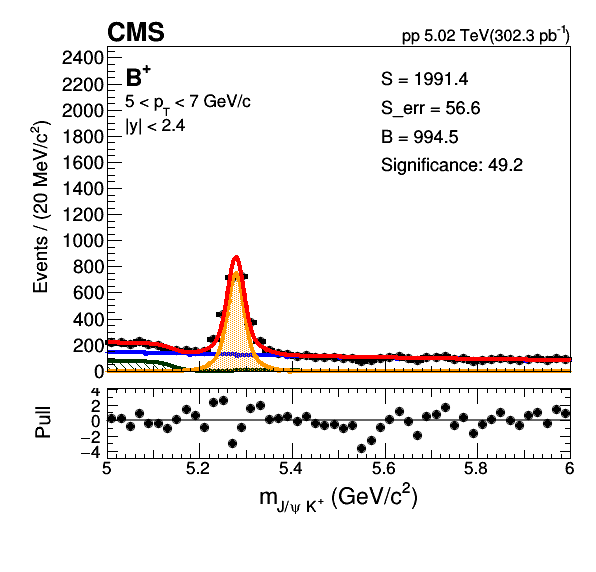 CMS
pp 5.02 TeV(302.3 pb⁻¹)
B⁺
5 < p_T < 7 GeV/c
|y| < 2.4
S = 1991.4
S_err = 56.6
B = 994.5
Significance: 49.2
Events / (20 MeV/c²)
2400
2200
2000
1800
1600
1400
1200
1000
800
600
400
200
0
Pull
4
2
0
−2
−4
5 5.2 5.4 5.6 5.8 6
m_{J/ψ K⁺} (GeV/c²)